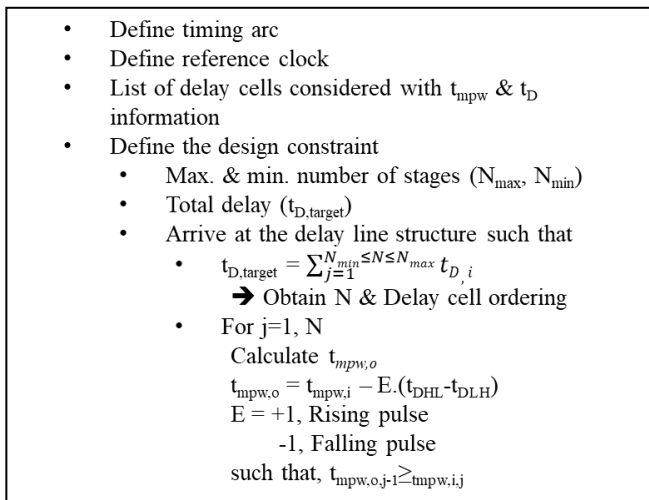 • Define timing arc
• Define reference clock
• List of delay cells considered with t_mpw & t_D
information
• Define the design constraint
• Max. & min. number of stages (N_max, N_min)
• Total delay (t_D,target)
• Arrive at the delay line structure such that
• t_D,target = ∑_{j=1}^{N_min≤N≤N_max} t_{D,i}
➔ Obtain N & Delay cell ordering
• For j=1, N
Calculate t_mpw,o
t_mpw,o = t_mpw,i – E.(t_DHL-t_DLH)
E = +1, Rising pulse
-1, Falling pulse
such that, t_mpw,o,j-1≥tmpw,i,j